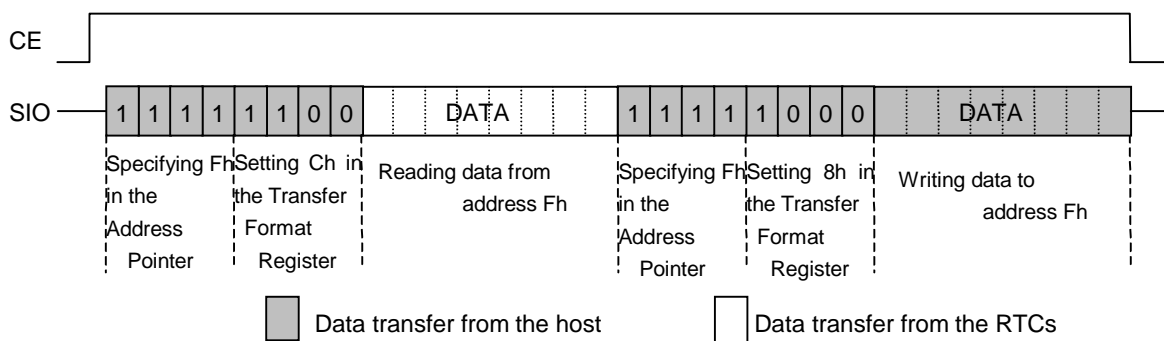 CE
SIO 1 1 1 1 1 1 0 0 DATA 1 1 1 1 1 0 0 0 DATA
Specifying Fh
in the
Address
Pointer
Setting Ch in
the Transfer
Format
Register
Reading data from
address Fh
Specifying Fh
in the
Address
Pointer
Setting 8h in
the Transfer
Format
Register
Writing data to
address Fh
Data transfer from the host
Data transfer from the RTCs